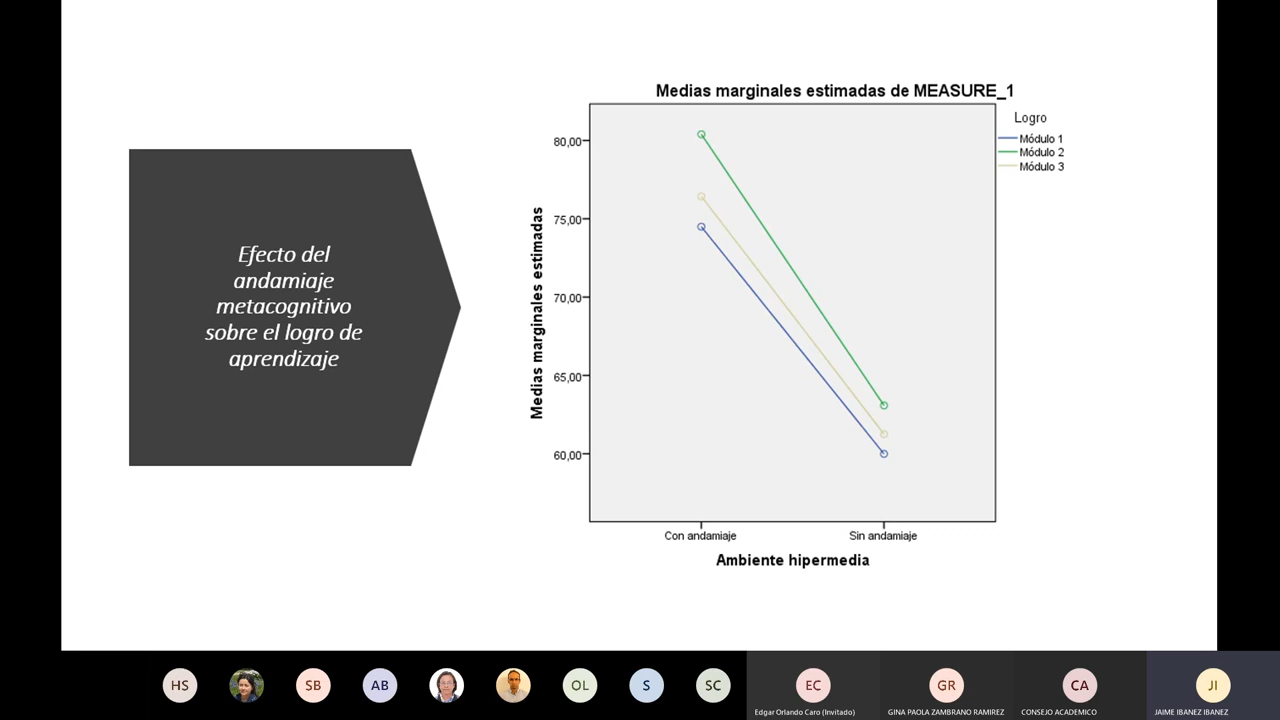 Efecto del
andamiaje
metacognitivo
sobre el logro de
aprendizaje
Medias marginales estimadas de MEASURE_1
Logro
Módulo 1
Módulo 2
Módulo 3
Medias marginales estimadas
80,00
75,00
70,00
65,00
60,00
Con andamiaje
Sin andamiaje
Ambiente hipermedia
HS
SB
AB
OL
S
SC
EC
GR
CA
JI
Edgar Orlando Caro (Invitado)
GINA PAOLA ZAMBRANO RAMIREZ
CONSEJO ACADEMICO
JAIME IBANEZ IBANEZ